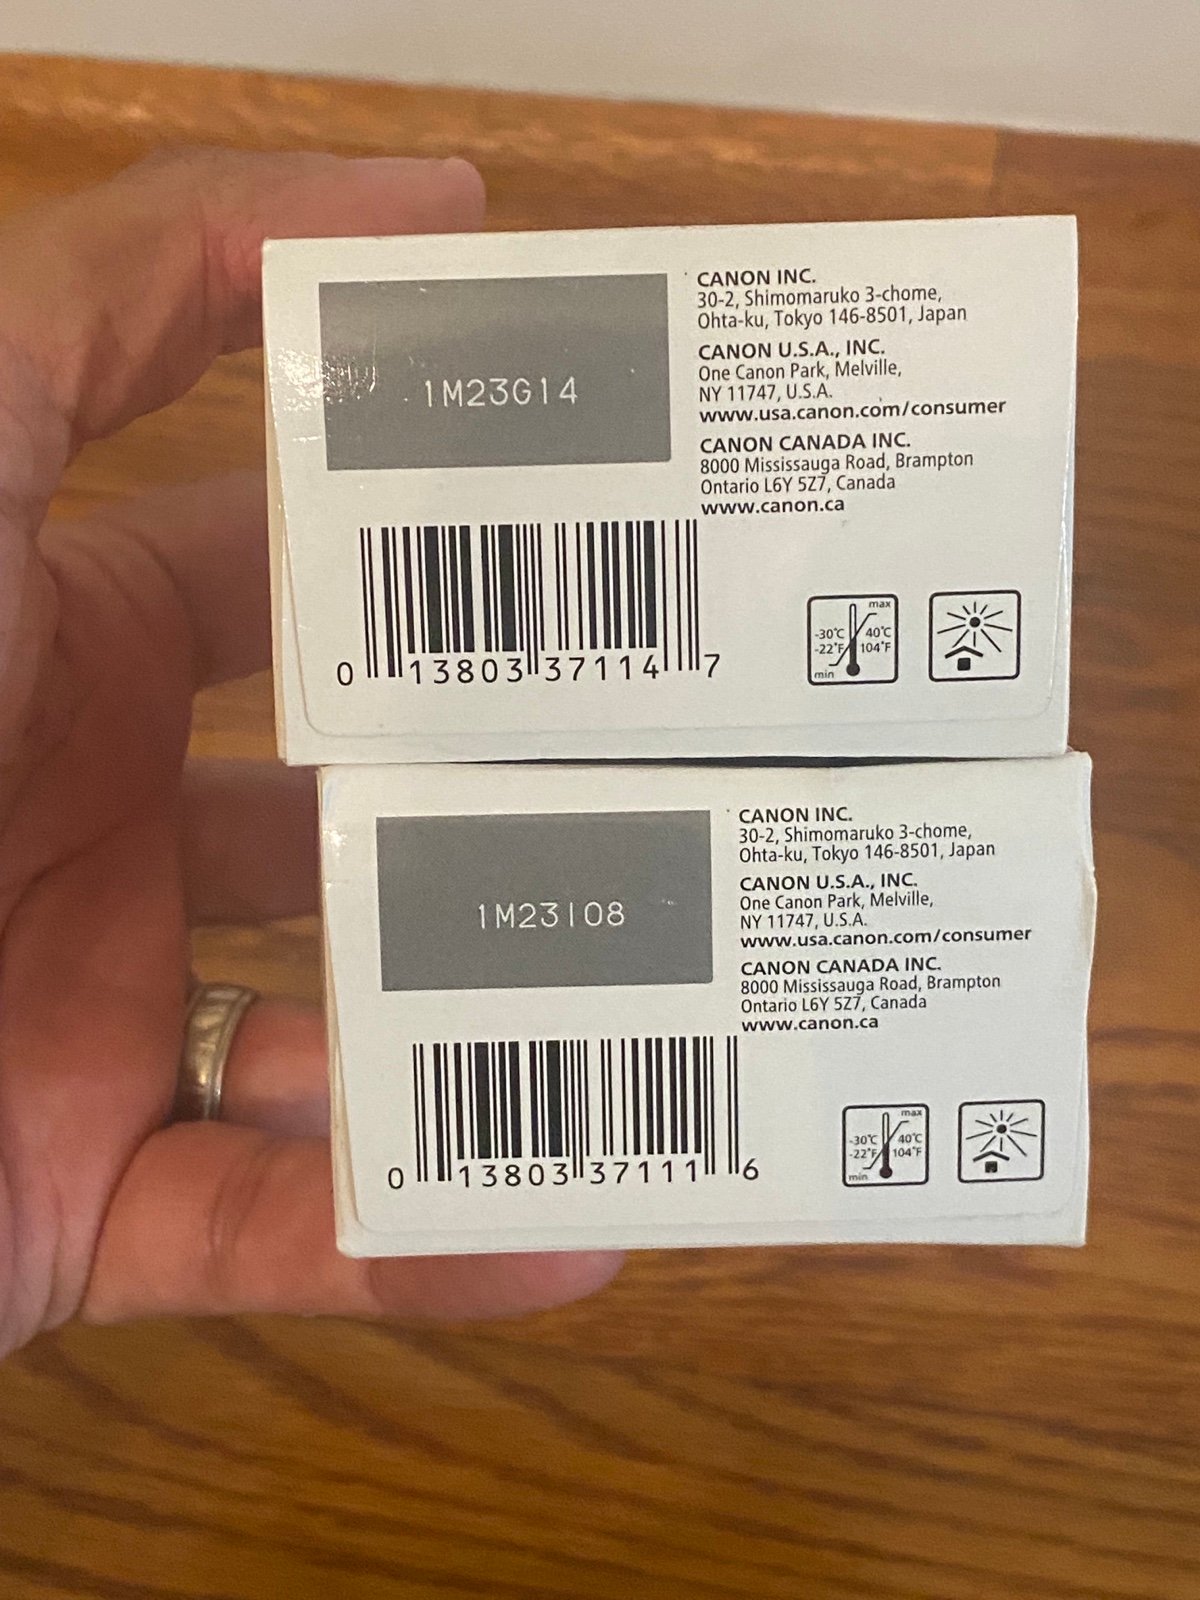 1M23G14
CANON INC.
30-2, Shimomaruko 3-chome,
Ohta-ku, Tokyo 146-8501, Japan
CANON U.S.A., INC.
One Canon Park, Melville,
NY 11747, U.S.A.
www.usa.canon.com/consumer
CANON CANADA INC.
8000 Mississauga Road, Brampton
Ontario L6Y 5Z7, Canada
www.canon.ca
0 13803 37114 7
max
-30°C 40°C
-22°F 104°F
min
1M23I08
CANON INC.
30-2, Shimomaruko 3-chome,
Ohta-ku, Tokyo 146-8501, Japan
CANON U.S.A., INC.
One Canon Park, Melville,
NY 11747, U.S.A.
www.usa.canon.com/consumer
CANON CANADA INC.
8000 Mississauga Road, Brampton
Ontario L6Y 5Z7, Canada
www.canon.ca
0 13803 37111 6
max
-30°C 40°C
-22°F 104°F
min